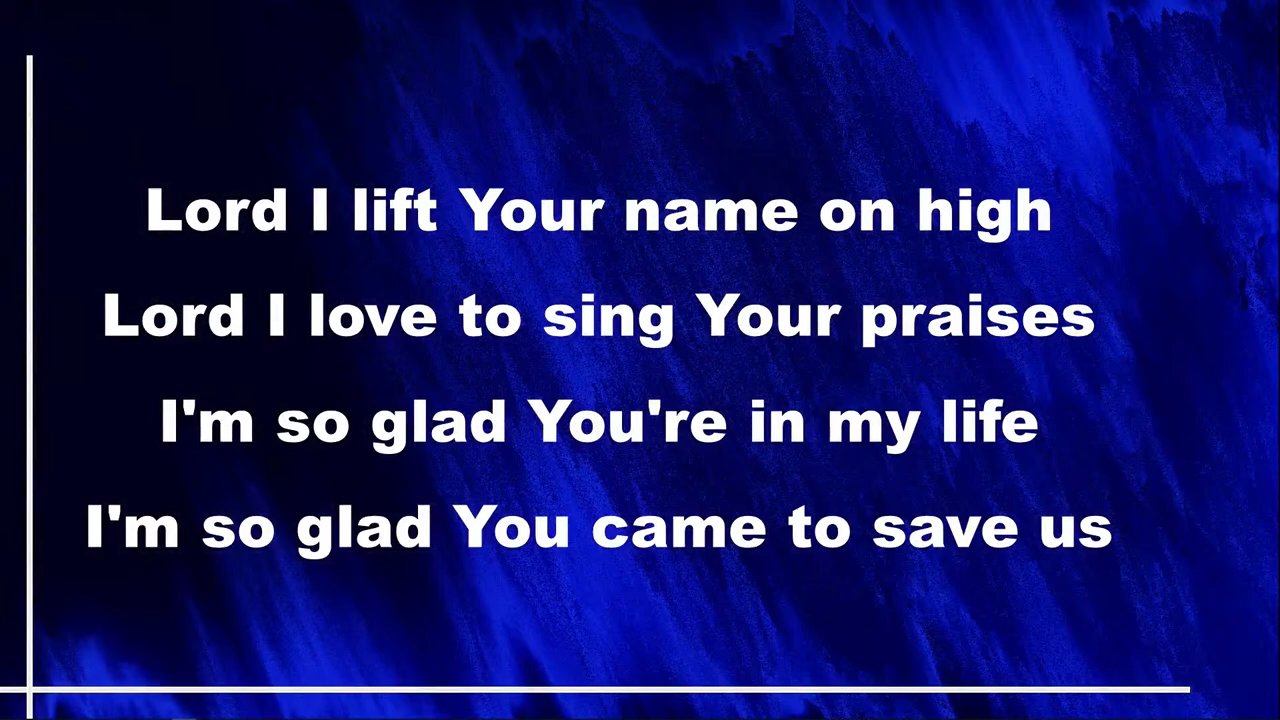 Lord I lift Your name on high
Lord I love to sing Your praises
I'm so glad You're in my life
I'm so glad You came to save us